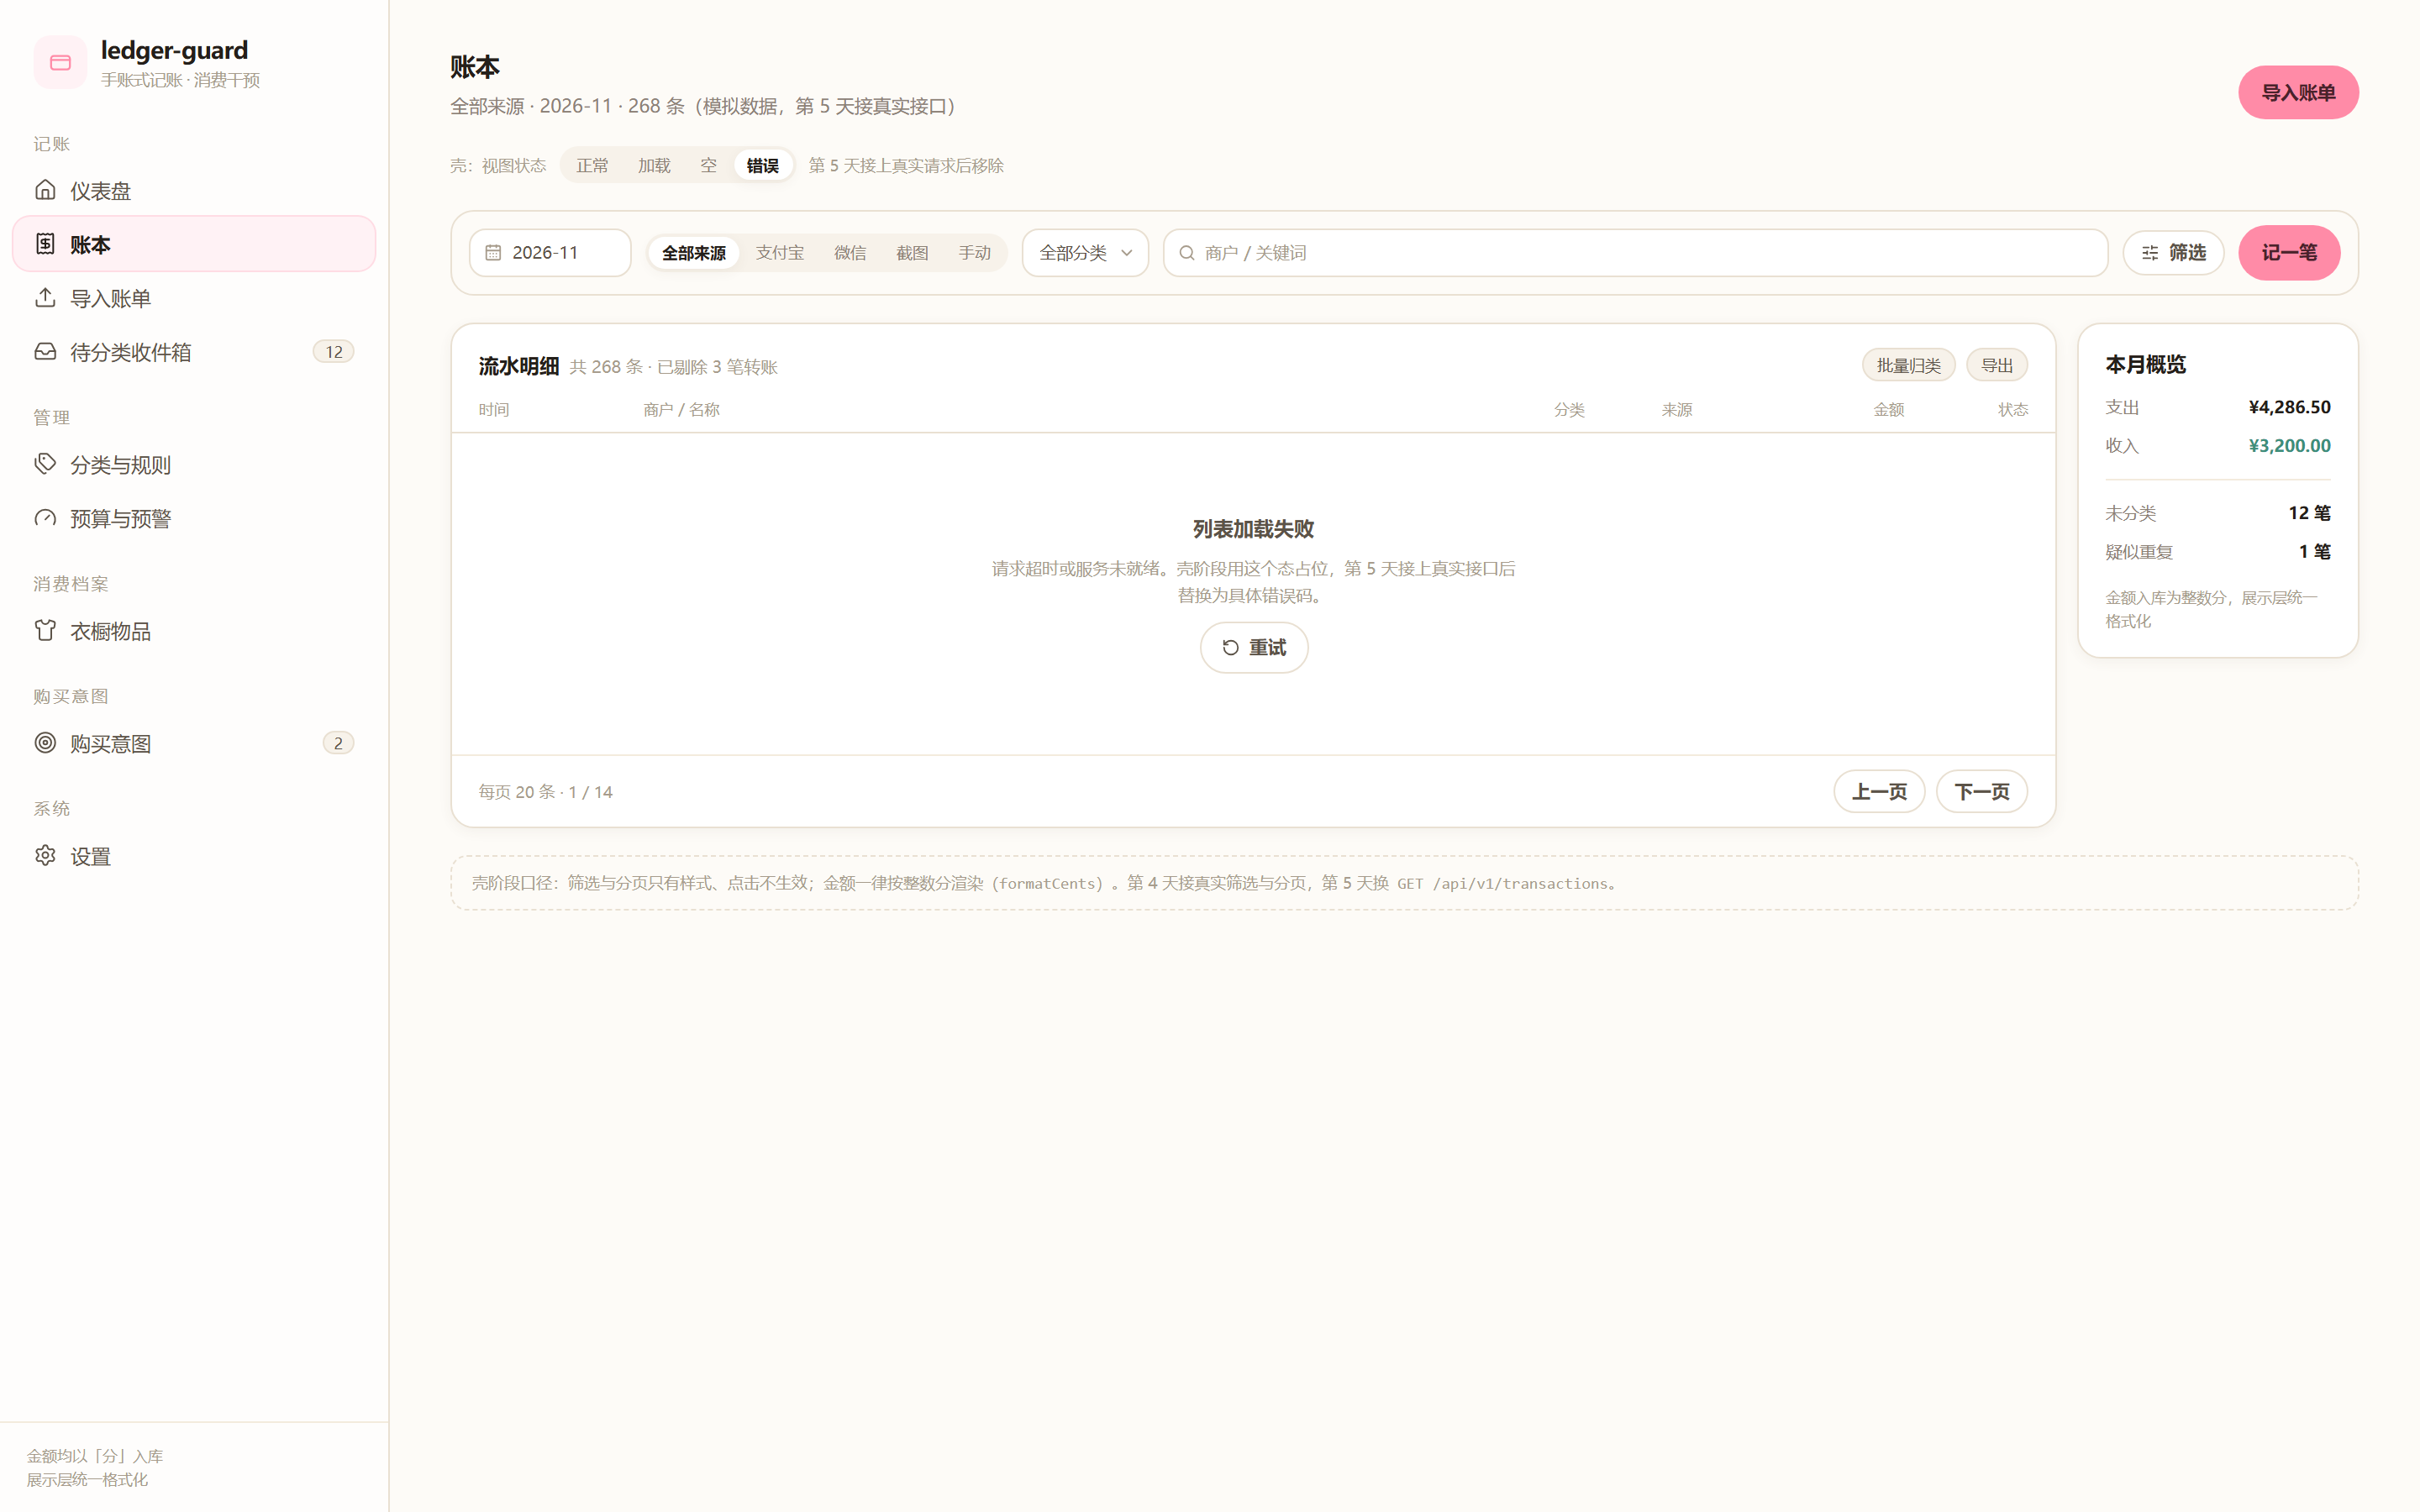 ledger-guard
手账式记账 · 消费干预
记账
仪表盘
账本
导入账单
待分类收件箱 12
管理
分类与规则
预算与预警
消费档案
衣橱物品
购买意图
购买意图 2
系统
设置
金额均以「分」入库
展示层统一格式化
账本
全部来源 · 2026-11 · 268 条（模拟数据，第 5 天接真实接口）
导入账单
壳：视图状态 正常 加载 空 错误 第 5 天接上真实请求后移除
2026-11 全部来源 支付宝 微信 截图 手动 全部分类 商户 / 关键词 筛选 记一笔
流水明细 共 268 条 · 已剔除 3 笔转账 批量归类 导出
时间 商户 / 名称 分类 来源 金额 状态
列表加载失败
请求超时或服务未就绪。壳阶段用这个态占位，第 5 天接上真实接口后
替换为具体错误码。
重试
每页 20 条 · 1 / 14 上一页 下一页
本月概览
支出 ¥4,286.50
收入 ¥3,200.00
未分类 12 笔
疑似重复 1 笔
金额入库为整数分，展示层统一
格式化
壳阶段口径：筛选与分页只有样式、点击不生效；金额一律按整数分渲染（formatCents）。第 4 天接真实筛选与分页，第 5 天换 GET /api/v1/transactions。